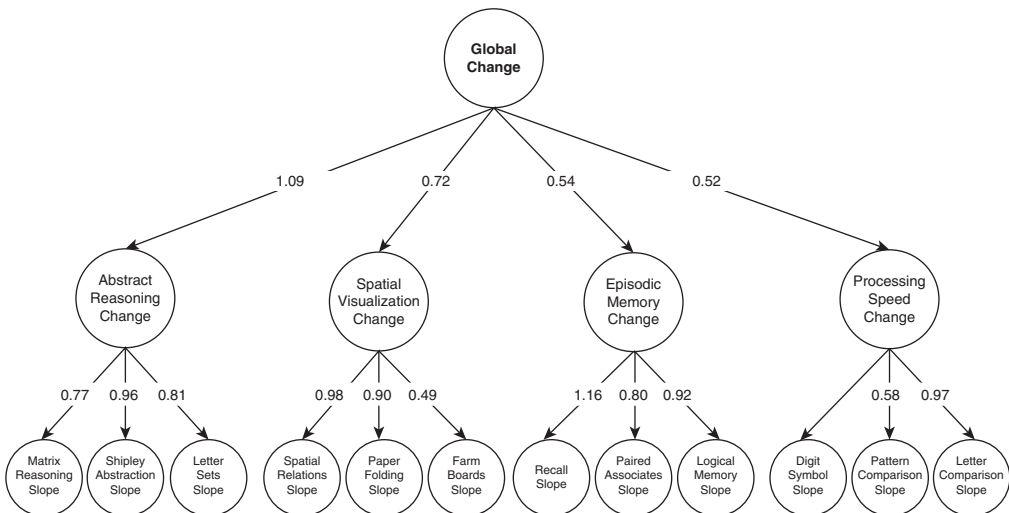 Global
Change
1.09
0.72
0.54
0.52
Abstract
Reasoning
Change
Spatial
Visualization
Change
Episodic
Memory
Change
Processing
Speed
Change
0.77
0.96
0.81
0.98
0.90
0.49
1.16
0.80
0.92
0.58
0.97
Matrix
Reasoning
Slope
Shipley
Abstraction
Slope
Letter
Sets
Slope
Spatial
Relations
Slope
Paper
Folding
Slope
Farm
Boards
Slope
Recall
Slope
Paired
Associates
Slope
Logical
Memory
Slope
Digit
Symbol
Slope
Pattern
Comparison
Slope
Letter
Comparison
Slope